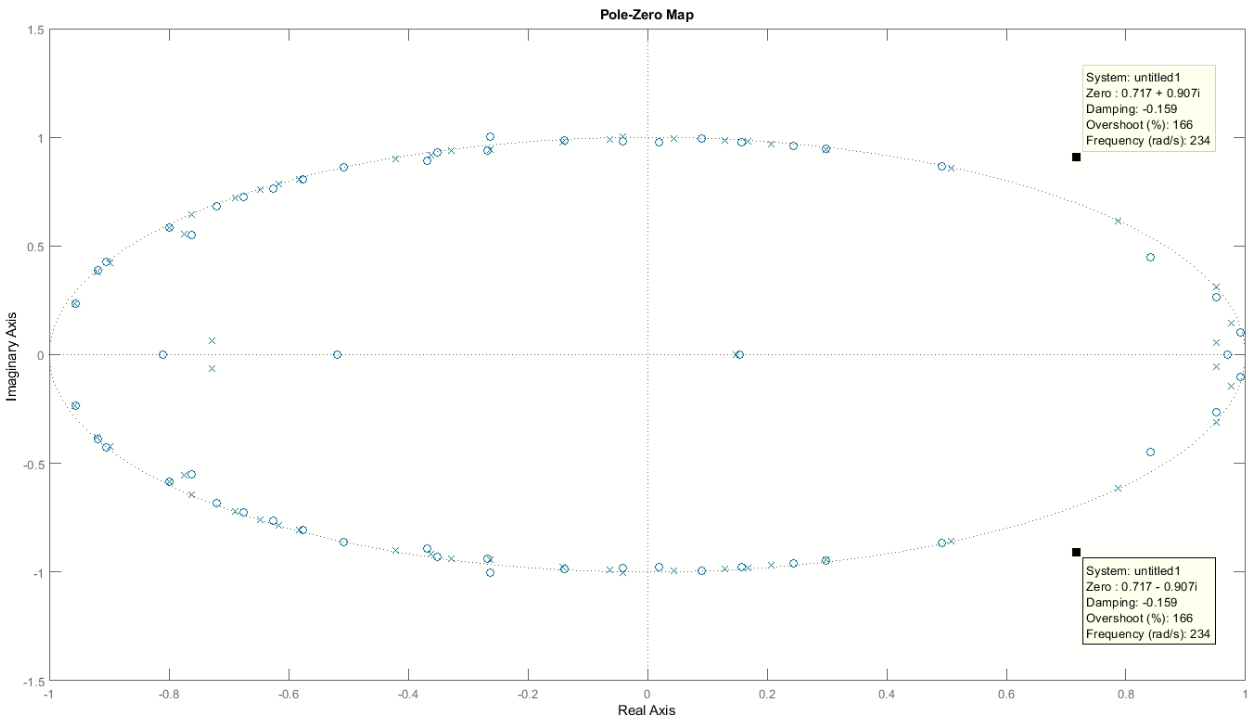 Pole-Zero Map
1.5
1
0.5
0
-0.5
-1
-1.5
Imaginary Axis
System: untitled1
Zero : 0.717 + 0.907i
Damping: -0.159
Overshoot (%): 166
Frequency (rad/s): 234
System: untitled1
Zero : 0.717 - 0.907i
Damping: -0.159
Overshoot (%): 166
Frequency (rad/s): 234
-1 -0.8 -0.6 -0.4 -0.2 0 0.2 0.4 0.6 0.8 1
Real Axis